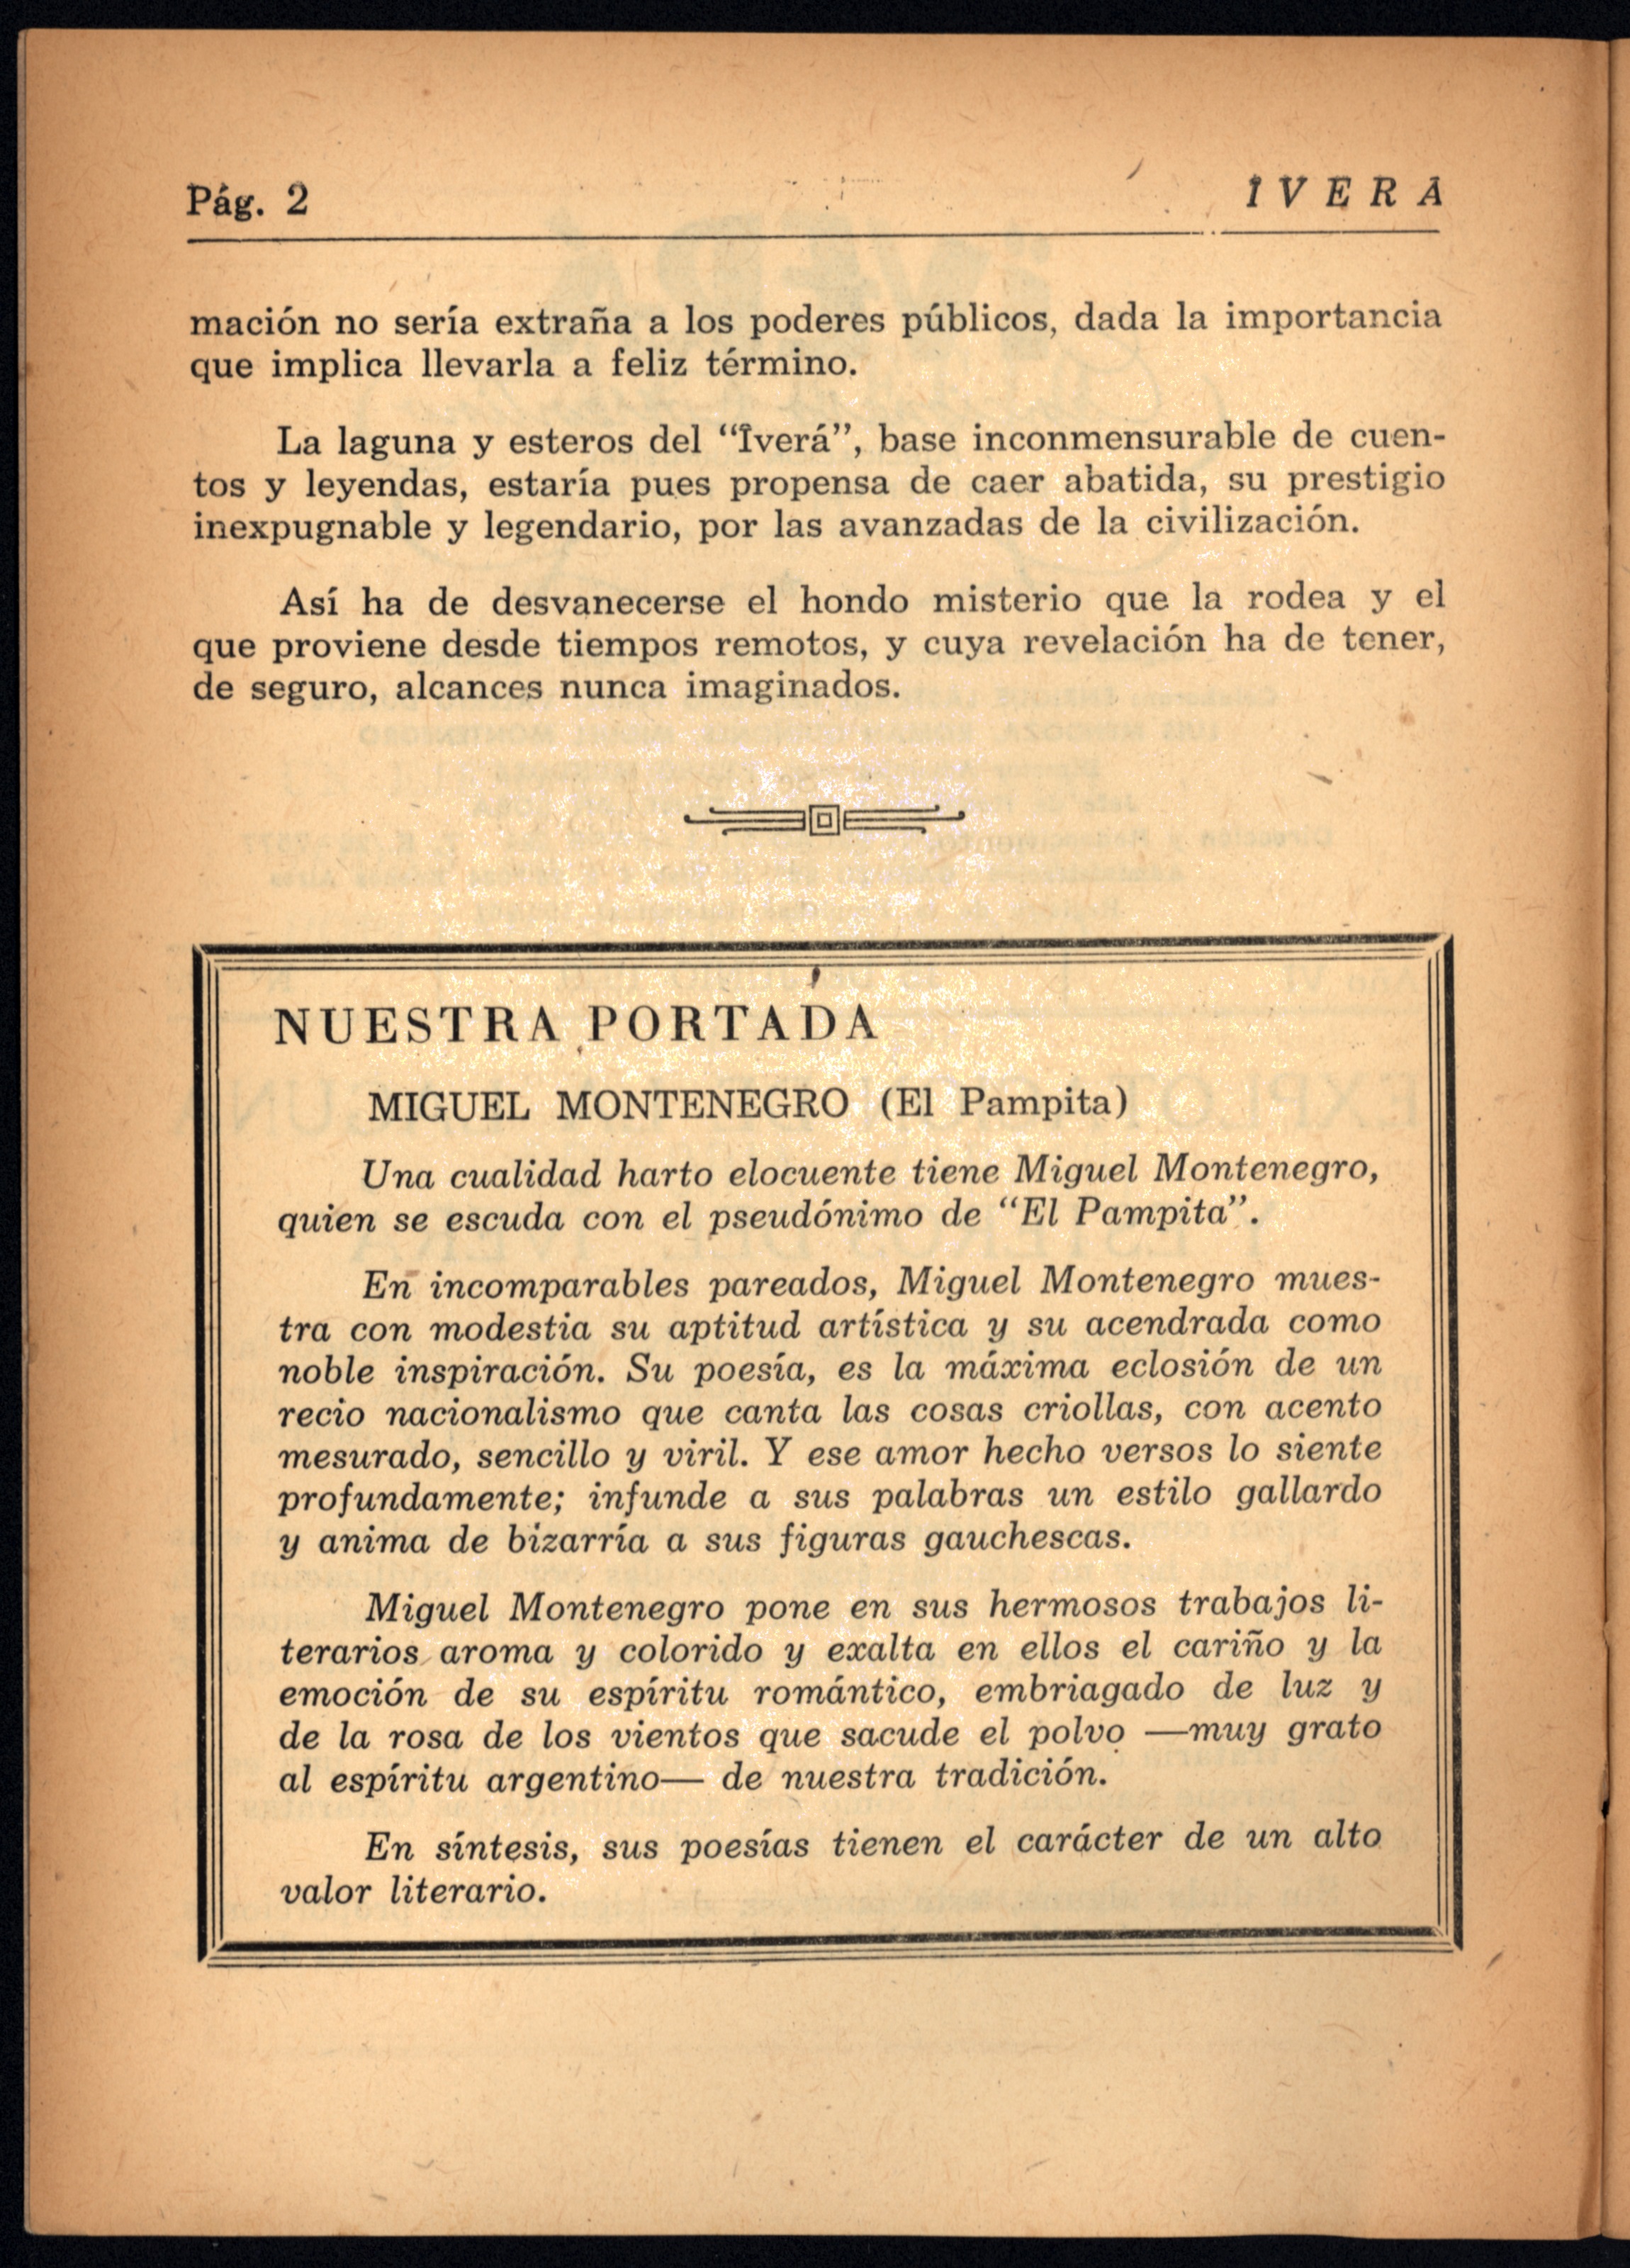 Pág. 2
IVERA
mación no sería extraña a los poderes públicos, dada la importancia
que implica llevarla a feliz término.
La laguna y esteros del “Iverá”, base inconmensurable de cuen-
tos y leyendas, estaría pues propensa de caer abatida, su prestigio
inexpugnable y legendario, por las avanzadas de la civilización.
Así ha de desvanecerse el hondo misterio que la rodea y el
que proviene desde tiempos remotos, y cuya revelación ha de tener,
de seguro, alcances nunca imaginados.
NUESTRA PORTADA
MIGUEL MONTENEGRO (El Pampita)
Una cualidad harto elocuente tiene Miguel Montenegro,
quien se escuda con el pseudónimo de “El Pampita”.
En incomparables pareados, Miguel Montenegro mues-
tra con modestia su aptitud artística y su acendrada como
noble inspiración. Su poesía, es la máxima eclosión de un
recio nacionalismo que canta las cosas criollas, con acento
mesurado, sencillo y viril. Y ese amor hecho versos lo siente
profundamente; infunde a sus palabras un estilo gallardo
y anima de bizarría a sus figuras gauchescas.
Miguel Montenegro pone en sus hermosos trabajos li-
terarios aroma y colorido y exalta en ellos el cariño y la
emoción de su espíritu romántico, embriagado de luz y
de la rosa de los vientos que sacude el polvo —muy grato
al espíritu argentino— de nuestra tradición.
En síntesis, sus poesías tienen el carácter de un alto
valor literario.